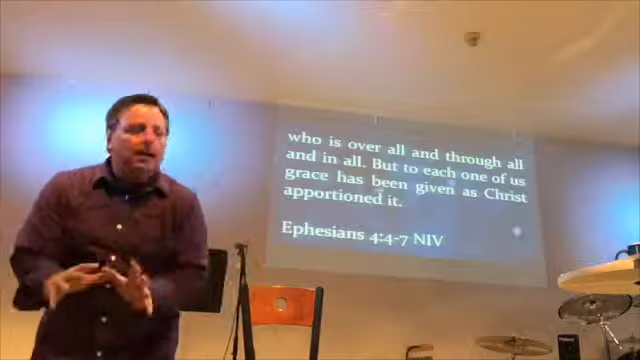 who is over all and through all
and in all. But to each one of us
grace has been given as Christ
apportioned it.
Ephesians 4:4-7 NIV